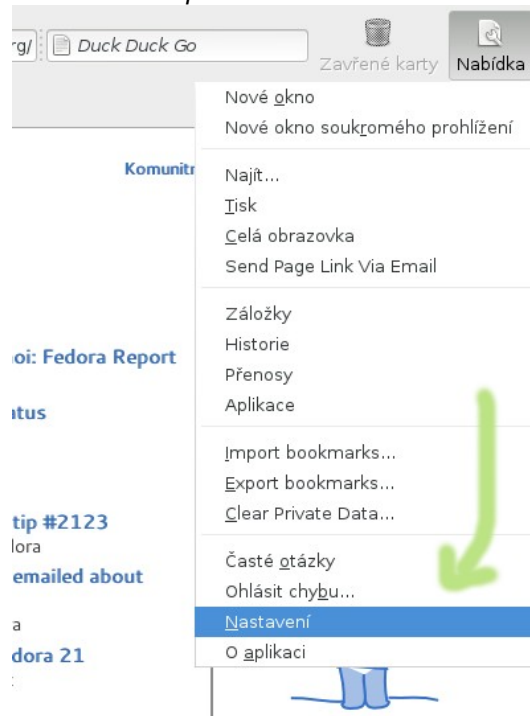 rg/
Duck Duck Go
Zavřené karty
Nabídka
Nové okno
Nové okno soukromého prohlížení
Najít...
Tisk
Celá obrazovka
Send Page Link Via Email
Záložky
Historie
Přenosy
Aplikace
Import bookmarks...
Export bookmarks...
Clear Private Data...
Časté otázky
Ohlásit chybu...
Nastavení
O aplikaci
Komunitr
oi: Fedora Report
tus
tip #2123
lora
emailed about
a
dora 21